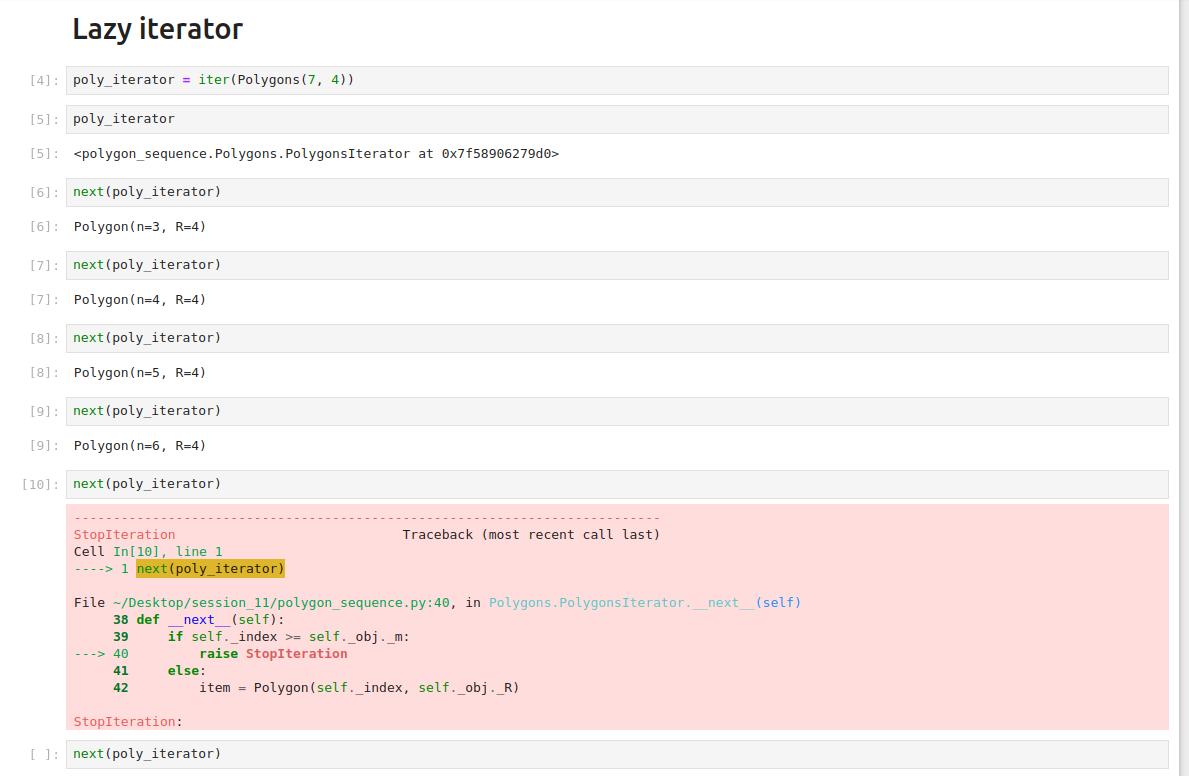 Lazy iterator
[4]: poly_iterator = iter(Polygons(7, 4))
[5]: poly_iterator
[5]: <polygon_sequence.Polygons.PolygonsIterator at 0x7f58906279d0>
[6]: next(poly_iterator)
[6]: Polygon(n=3, R=4)
[7]: next(poly_iterator)
[7]: Polygon(n=4, R=4)
[8]: next(poly_iterator)
[8]: Polygon(n=5, R=4)
[9]: next(poly_iterator)
[9]: Polygon(n=6, R=4)
[10]: next(poly_iterator)
---------------------------------------------------------------------------
StopIteration                             Traceback (most recent call last)
Cell In[10], line 1
----> 1 next(poly_iterator)
File ~/Desktop/session_11/polygon_sequence.py:40, in Polygons.PolygonsIterator.__next__(self)
     38 def __next__(self):
     39     if self._index >= self._obj._m:
---> 40         raise StopIteration
     41     else:
     42         item = Polygon(self._index, self._obj._R)
StopIteration:
[ ]: next(poly_iterator)